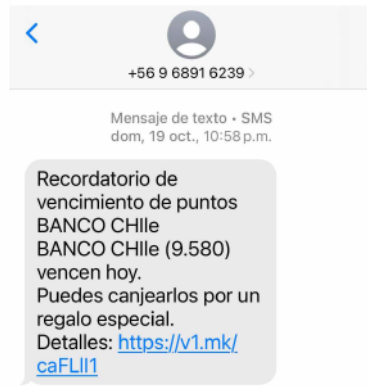 +56 9 6891 6239 >
Mensaje de texto • SMS
dom, 19 oct., 10:58 p.m.
Recordatorio de
vencimiento de puntos
BANCO CHIle
BANCO CHIle (9.580)
vencen hoy.
Puedes canjearlos por un
regalo especial.
Detalles: https://v1.mk/
caFLlI1